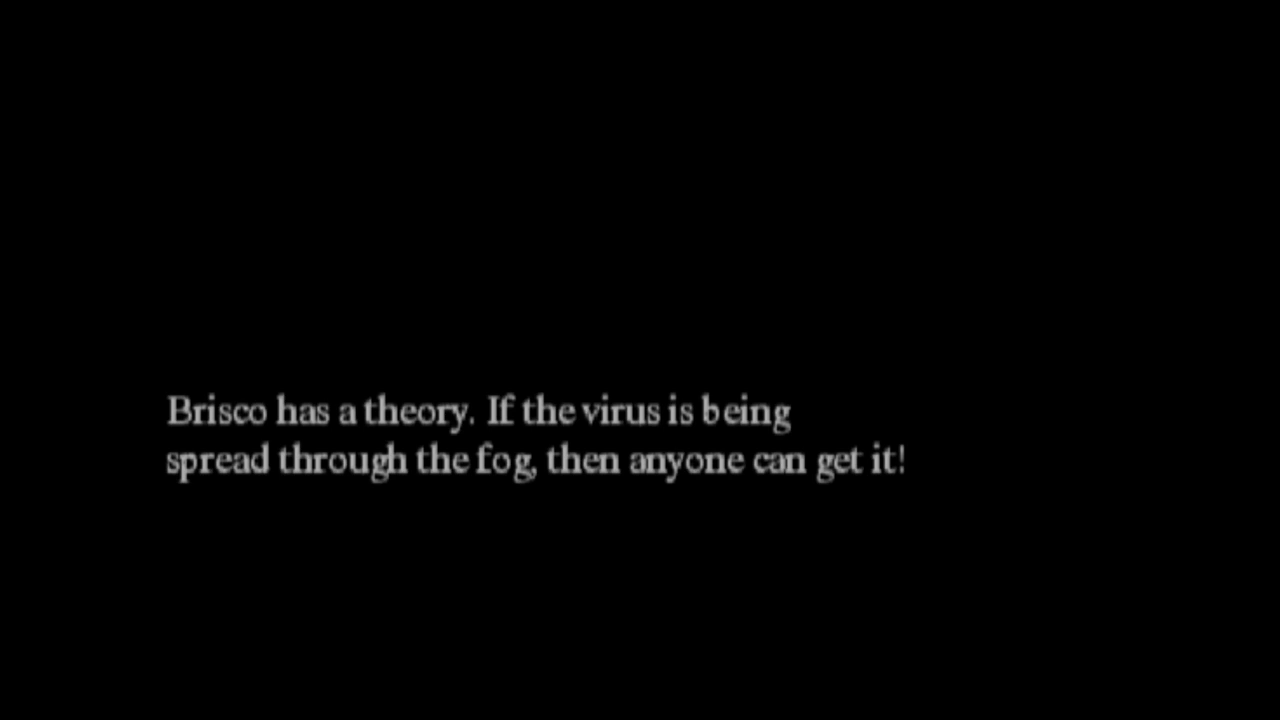 Brisco has a theory. If the virus is being
spread through the fog, then anyone can get it!